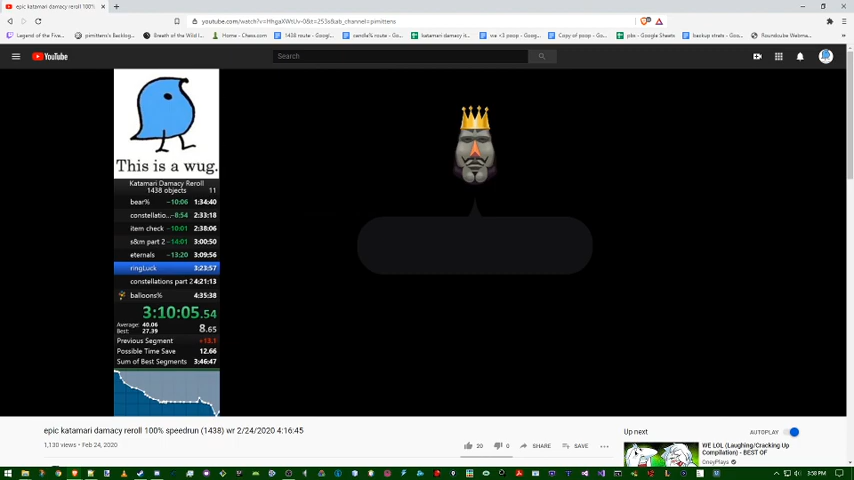 epic katamari damacy reroll 100%
youtube.com/watch?v=HhgaXWtUv-0&t=253s&ab_channel=pimittens
Legend of the Five...
pimittens's Backlog...
Breath of the Wild I...
Home - Chess.com
1438 route - Googl...
candle% route - Go...
katamari damacy it...
we <3 poop - Googl...
Copy of poop - Goo...
pbs - Google Sheets
backup strats - Goo...
Roundcube Webma...
YouTube
Search
This is a wug.
Katamari Damacy Reroll
1438 objects 11
bear% −10:06 1:34:40
constellatio... −8:54 2:33:18
item check −10:01 2:38:06
s&m part 2 −14:01 3:00:50
eternals −13:20 3:09:56
ringLuck 3:23:57
constellations part 2 4:21:13
balloons% 4:35:38
3:10:05.54
Average: 40.06
Best: 27.39
8.65
Previous Segment +13.1
Possible Time Save 12.66
Sum of Best Segments 3:46:47
epic katamari damacy reroll 100% speedrun (1438) wr 2/24/2020 4:16:45
1,130 views • Feb 24, 2020
20
0
SHARE
SAVE
Up next
AUTOPLAY
WE LOL (Laughing/Cracking Up
Compilation) - BEST OF
3:50 PM